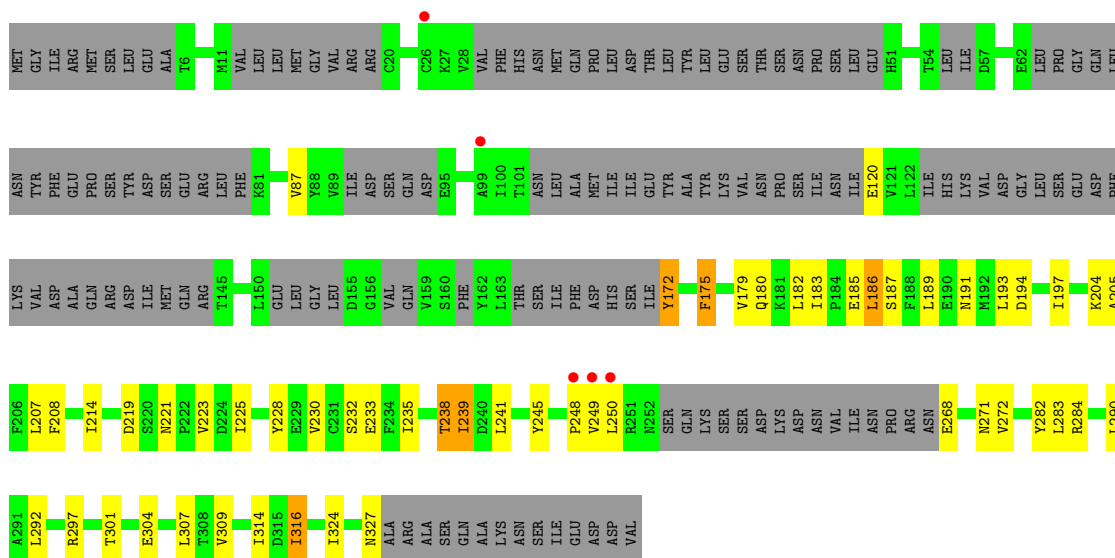 MET GLY ILE ARG MET SER LEU GLU ALA T6 M11 VAL LEU LEU MET GLY VAL ARG ARG C20 C26 K27 V28 VAL PHE HIS ASN MET GLN PRO LEU ASP THR LEU TYR LEU GLU SER THR SER ASN PRO SER LEU GLU H51 T54 LEU ILE D57 E62 LEU PRO GLY GLN LEU
ASN TYR PHE GLU PRO SER TYR ASP SER GLU ARG LEU PHE K81 V87 Y88 V89 ILE ASP SER GLN ASP E95 A99 I100 T101 ASN LEU ALA MET ILE ILE GLU TYR ALA TYR LYS VAL ASN PRO SER ILE ASN ILE E120 V121 L122 ILE HIS LYS VAL ASP GLY LEU SER GLU ASP PHE
LYS VAL ASP ALA GLN ARG ASP ILE MET GLN ARG T145 L150 GLU LEU GLY LEU D155 G156 VAL GLN V159 S160 PHE Y162 L163 THR SER ILE PHE ASP HIS SER ILE Y172 F175 V179 Q180 K181 L182 I183 P184 E185 L186 S187 F188 L189 E190 N191 M192 L193 D194 I197 K204 A205
F206 L207 F208 I214 D219 S220 N221 P222 V223 D224 I225 Y228 E229 V230 C231 S232 E233 F234 I235 T238 I239 D240 L241 Y245 P248 V249 L250 R251 N252 SER GLN LYS SER SER ASP LYS ASP ASN VAL ILE ASN PRO ARG ASN E268 N271 V272 Y282 L283 R284 L290
A291 L292 R297 T301 E304 L307 T308 V309 I314 D315 I316 I324 N327 ALA ARG ALA SER GLN ALA LYS ASN SER ILE GLU ASP ASP VAL